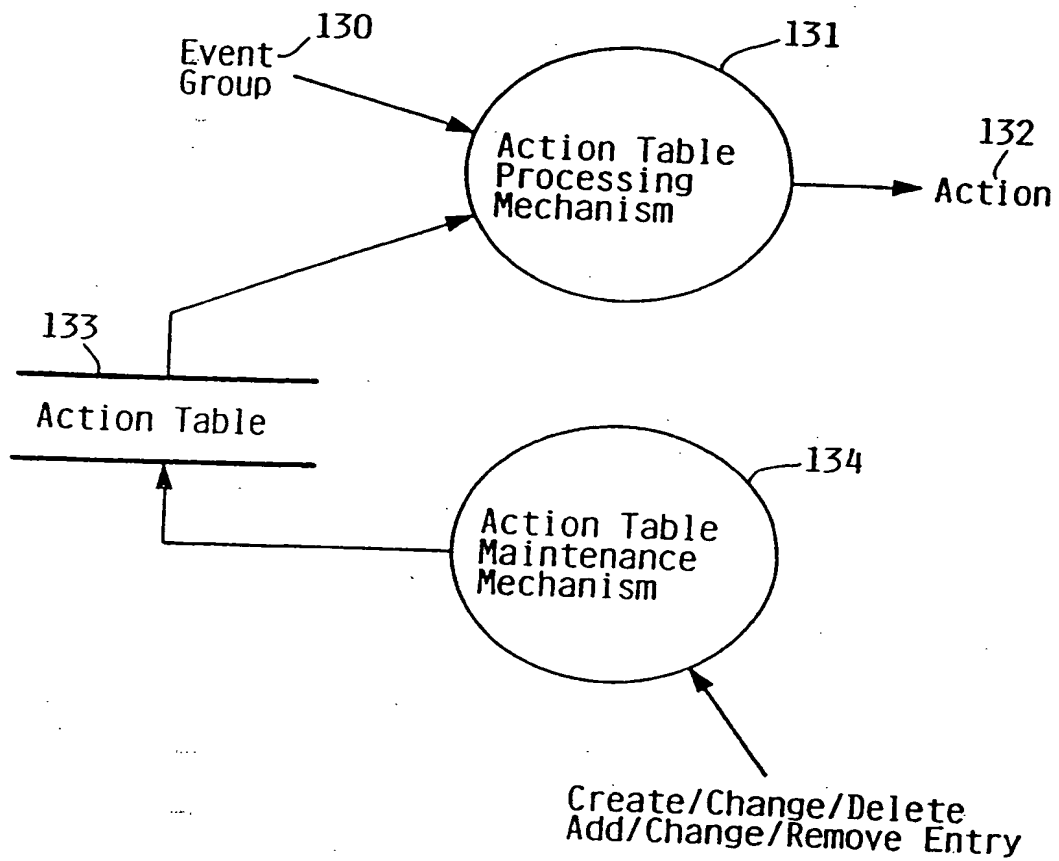 130
Event
Group
131
Action Table
Processing
Mechanism
132
Action
133
Action Table
134
Action Table
Maintenance
Mechanism
Create/Change/Delete
Add/Change/Remove Entry